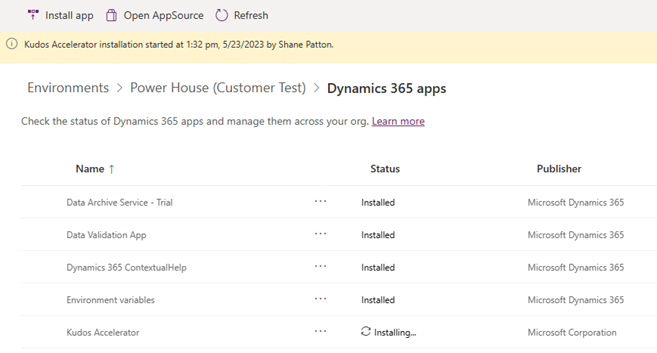 Install app Open AppSource Refresh
Kudos Accelerator installation started at 1:32 pm, 5/23/2023 by Shane Patton.
Environments > Power House (Customer Test) > Dynamics 365 apps
Check the status of Dynamics 365 apps and manage them across your org. Learn more
Name ↑ Status Publisher
Data Archive Service - Trial ... Installed Microsoft Dynamics 365
Data Validation App ... Installed Microsoft Dynamics 365
Dynamics 365 ContextualHelp ... Installed Microsoft Dynamics 365
Environment variables ... Installed Microsoft Dynamics 365
Kudos Accelerator ... Installing... Microsoft Corporation